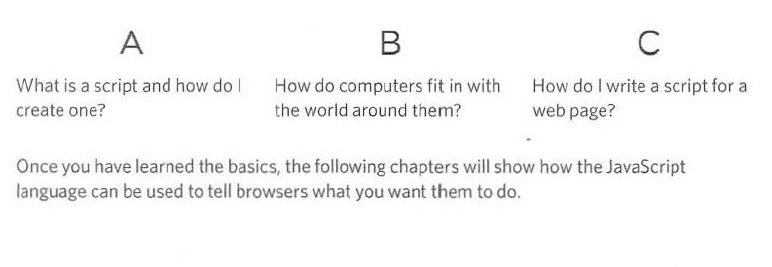 A
B
C
What is a script and how do I
create one?
How do computers fit in with
the world around them?
How do I write a script for a
web page?
Once you have learned the basics, the following chapters will show how the JavaScript
language can be used to tell browsers what you want them to do.